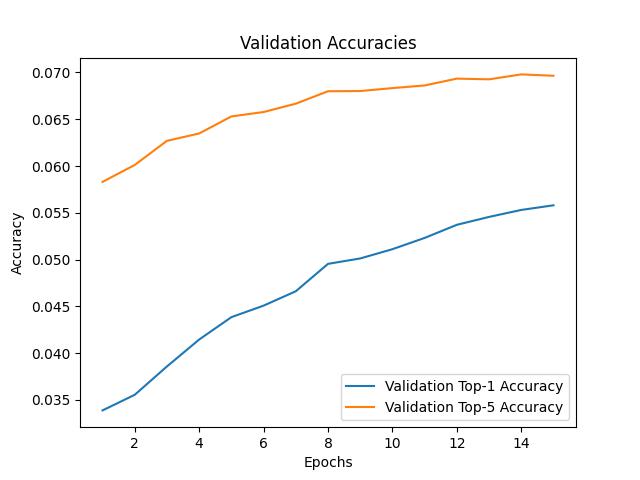 Validation Accuracies
0.070
0.065
0.060
0.055
0.050
0.045
0.040
0.035
Accuracy
Validation Top-1 Accuracy
Validation Top-5 Accuracy
2 4 6 8 10 12 14
Epochs